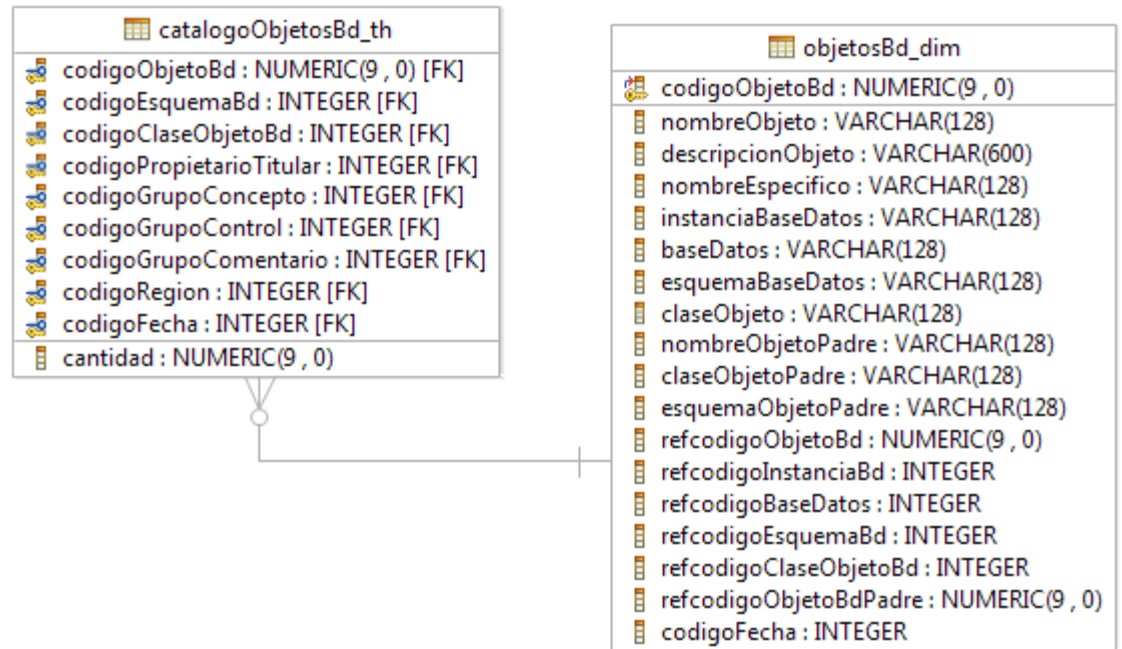 catalogoObjetosBd_th
codigoObjetoBd : NUMERIC(9 , 0) [FK]
codigoEsquemaBd : INTEGER [FK]
codigoClaseObjetoBd : INTEGER [FK]
codigoPropietarioTitular : INTEGER [FK]
codigoGrupoConcepto : INTEGER [FK]
codigoGrupoControl : INTEGER [FK]
codigoGrupoComentario : INTEGER [FK]
codigoRegion : INTEGER [FK]
codigoFecha : INTEGER [FK]
cantidad : NUMERIC(9 , 0)
objetosBd_dim
codigoObjetoBd : NUMERIC(9 , 0)
nombreObjeto : VARCHAR(128)
descripcionObjeto : VARCHAR(600)
nombreEspecifico : VARCHAR(128)
instanciaBaseDatos : VARCHAR(128)
baseDatos : VARCHAR(128)
esquemaBaseDatos : VARCHAR(128)
claseObjeto : VARCHAR(128)
nombreObjetoPadre : VARCHAR(128)
claseObjetoPadre : VARCHAR(128)
esquemaObjetoPadre : VARCHAR(128)
refcodigoObjetoBd : NUMERIC(9 , 0)
refcodigoInstanciaBd : INTEGER
refcodigoBaseDatos : INTEGER
refcodigoEsquemaBd : INTEGER
refcodigoClaseObjetoBd : INTEGER
refcodigoObjetoBdPadre : NUMERIC(9 , 0)
codigoFecha : INTEGER